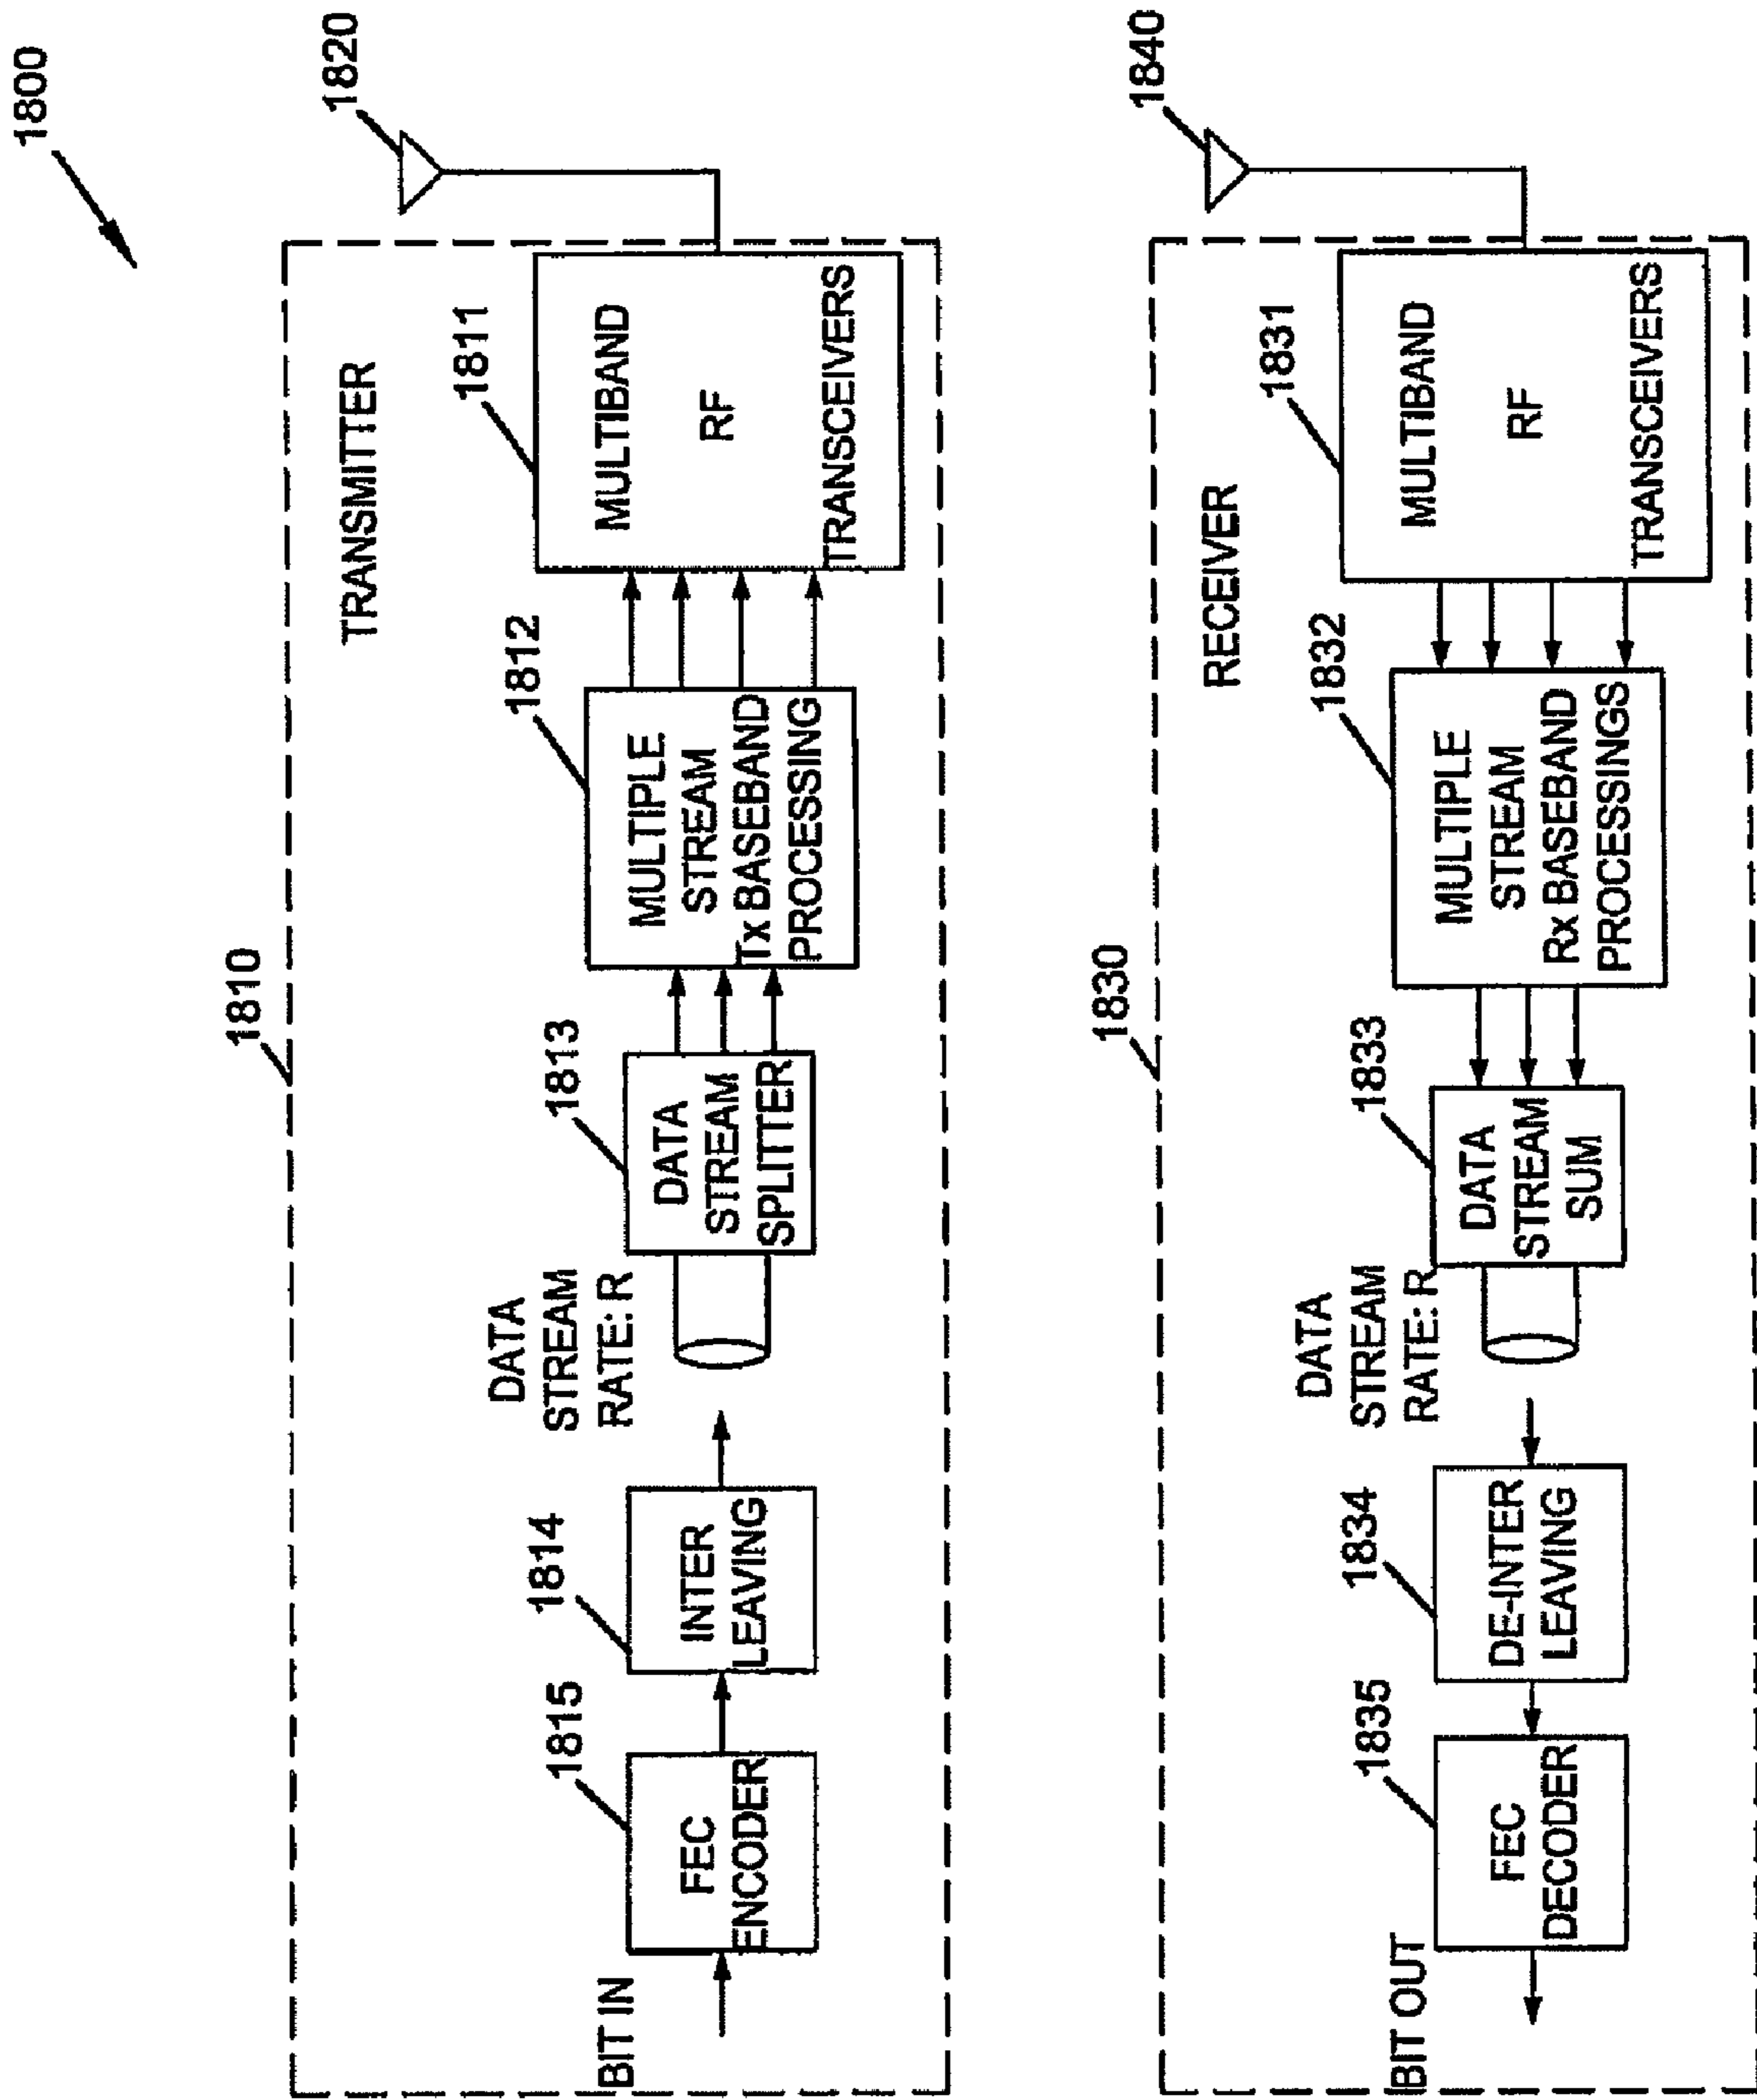 1800
1810
TRANSMITTER
1820
BIT IN
1815
FEC
ENCODER
1814
INTER
LEAVING
DATA
STREAM
RATE: R
1813
DATA
STREAM
SPLITTER
1812
MULTIPLE
STREAM
Tx BASEBAND
PROCESSING
1811
MULTIBAND
RF
TRANSCEIVERS
1830
RECEIVER
1840
BIT OUT
1835
FEC
DECODER
1834
DE-INTER
LEAVING
DATA
STREAM
RATE: R
1833
DATA
STREAM
SUM
1832
MULTIPLE
STREAM
Rx BASEBAND
PROCESSINGS
1831
MULTIBAND
RF
TRANSCEIVERS